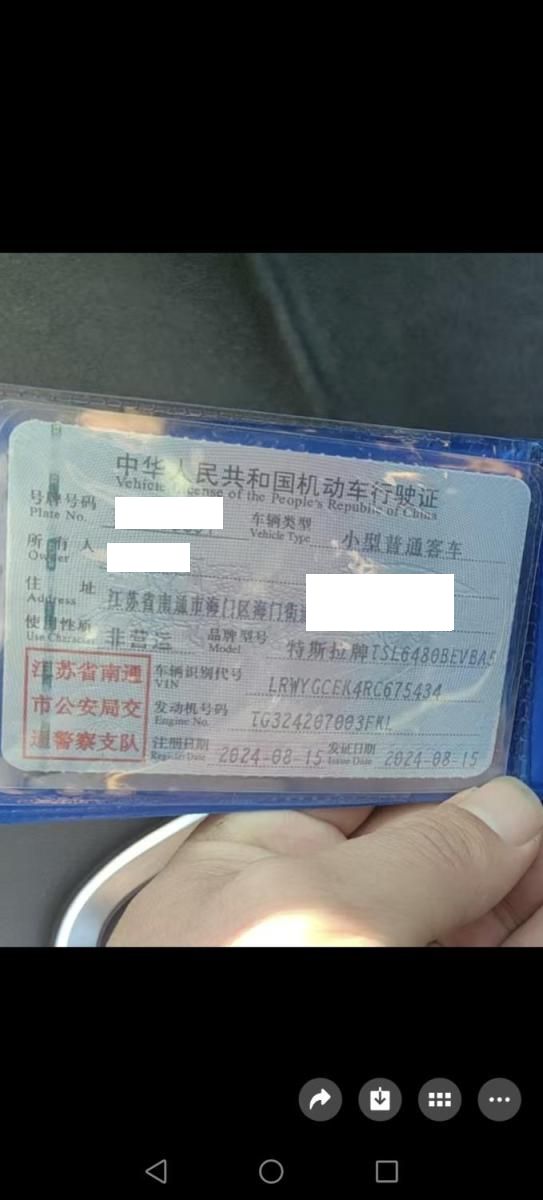 中华人民共和国机动车行驶证
Vehicle License of the People's Republic of China
号牌号码 车辆类型 小型普通客车
Plate No. Vehicle Type
所有人
Owner
住址 江苏省南通市海门区海门街
Address
使用性质 非营运 品牌型号 特斯拉牌TSL6480BEVBA5
Use Character Model
江苏省南通 车辆识别代号 LRWYGCEK4RC675434
VIN
市公安局交 发动机号码 TG324207003FKL
Engine No.
通警察支队 注册日期 2024-08-15 发证日期 2024-08-15
Register Date Issue Date